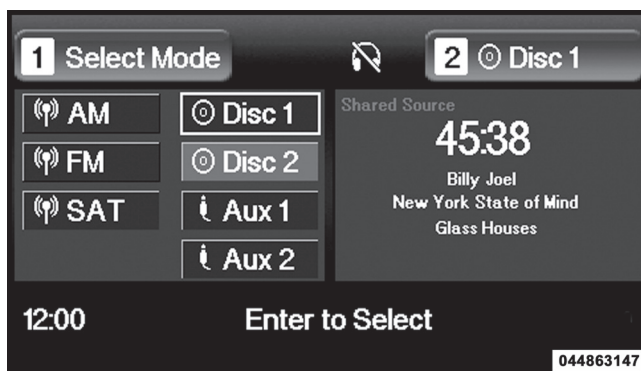 1 Select Mode
2 Disc 1
AM
Disc 1
FM
Disc 2
SAT
Aux 1
Aux 2
Shared Source
45:38
Billy Joel
New York State of Mind
Glass Houses
12:00
Enter to Select
044863147